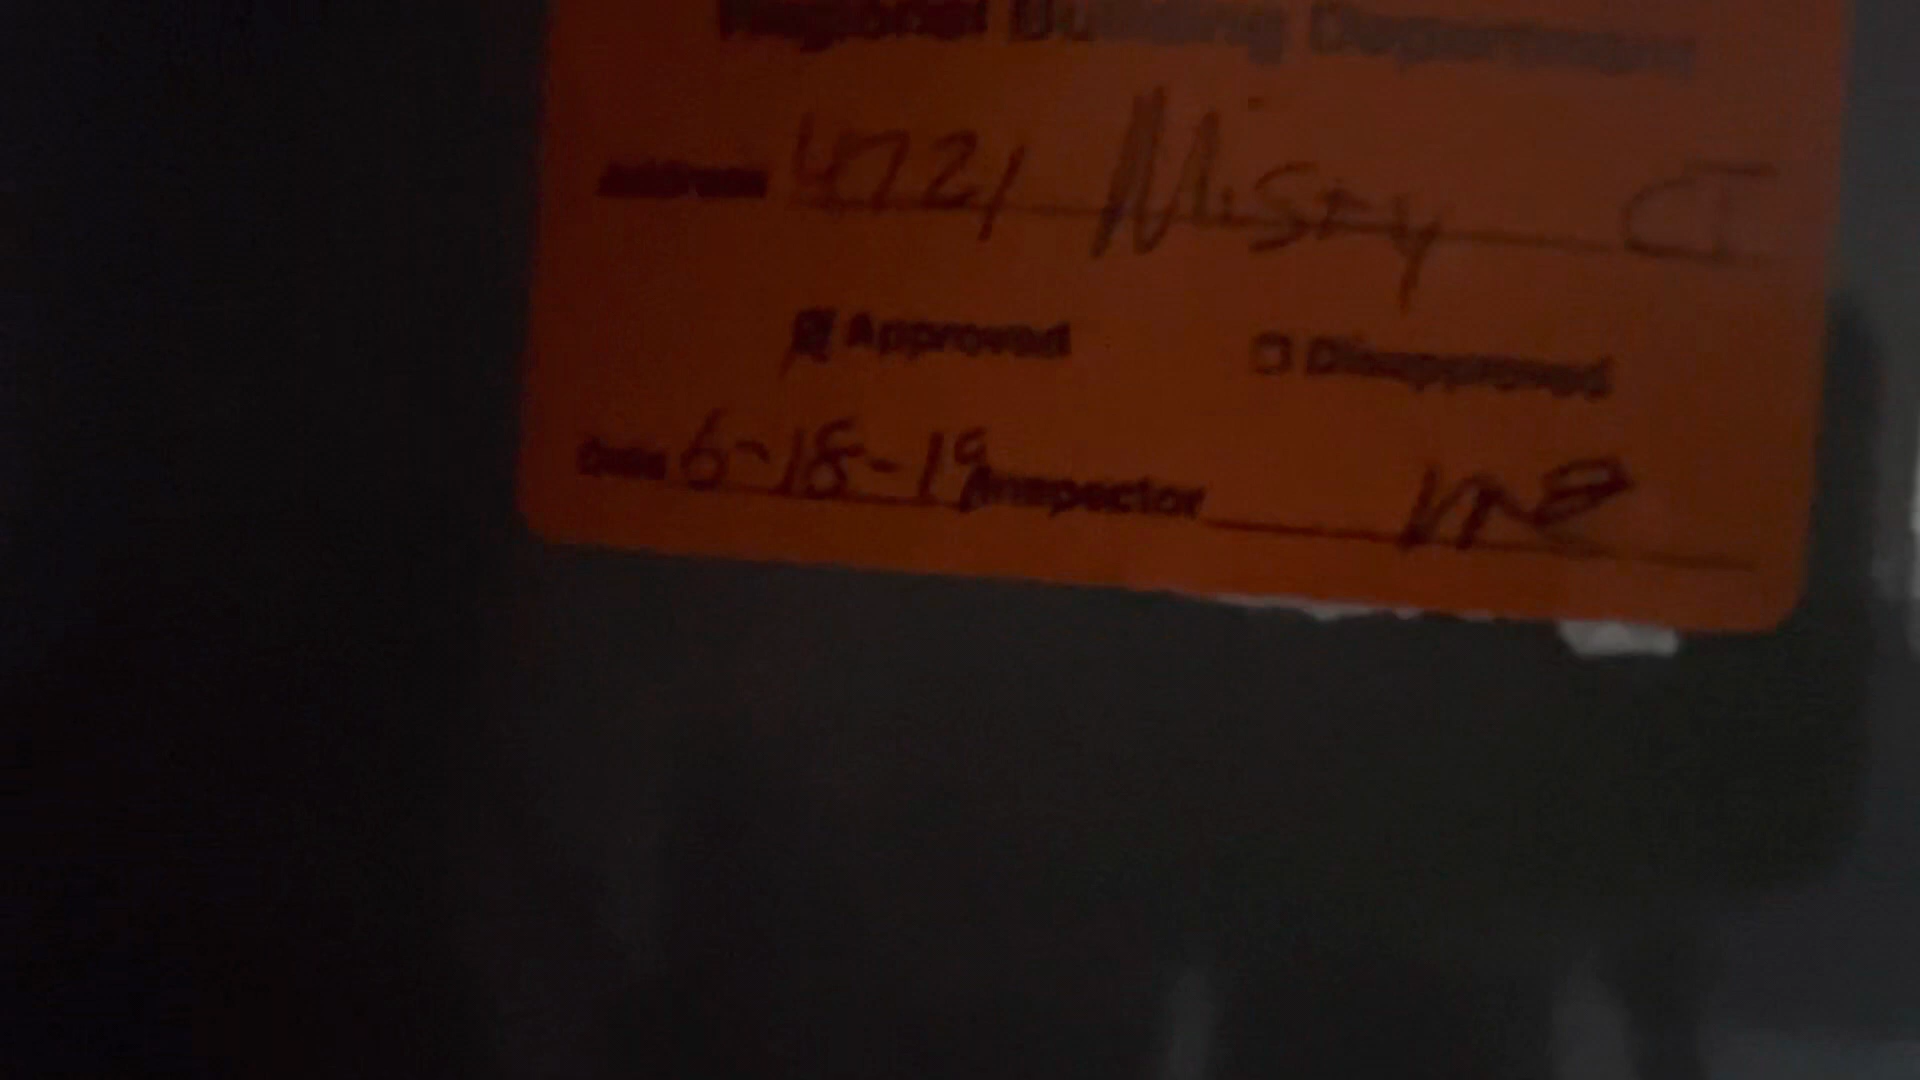 Regional Building Department
Address 4721 Misty CT
Approved Disapproved
Date 6-18-19 Inspector